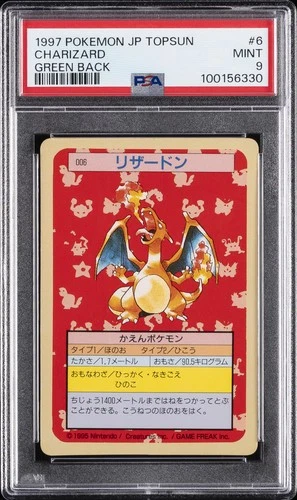 1997 POKEMON JP TOPSUN #6
CHARIZARD MINT
GREEN BACK 9
PSA 100156330
006 リザードン
かえんポケモン
タイプ1/ほのお タイプ2/ひこう
たかさ/1.7メートル おもさ/90.5キログラム
おもなわざ/ひっかく・なきごえ
ひのこ
ちじょう1400メートルまではねをつかってと
ぶことができる。こうねつのほのおをはく。
©1995 Nintendo / Creatures inc. / GAME FREAK inc.